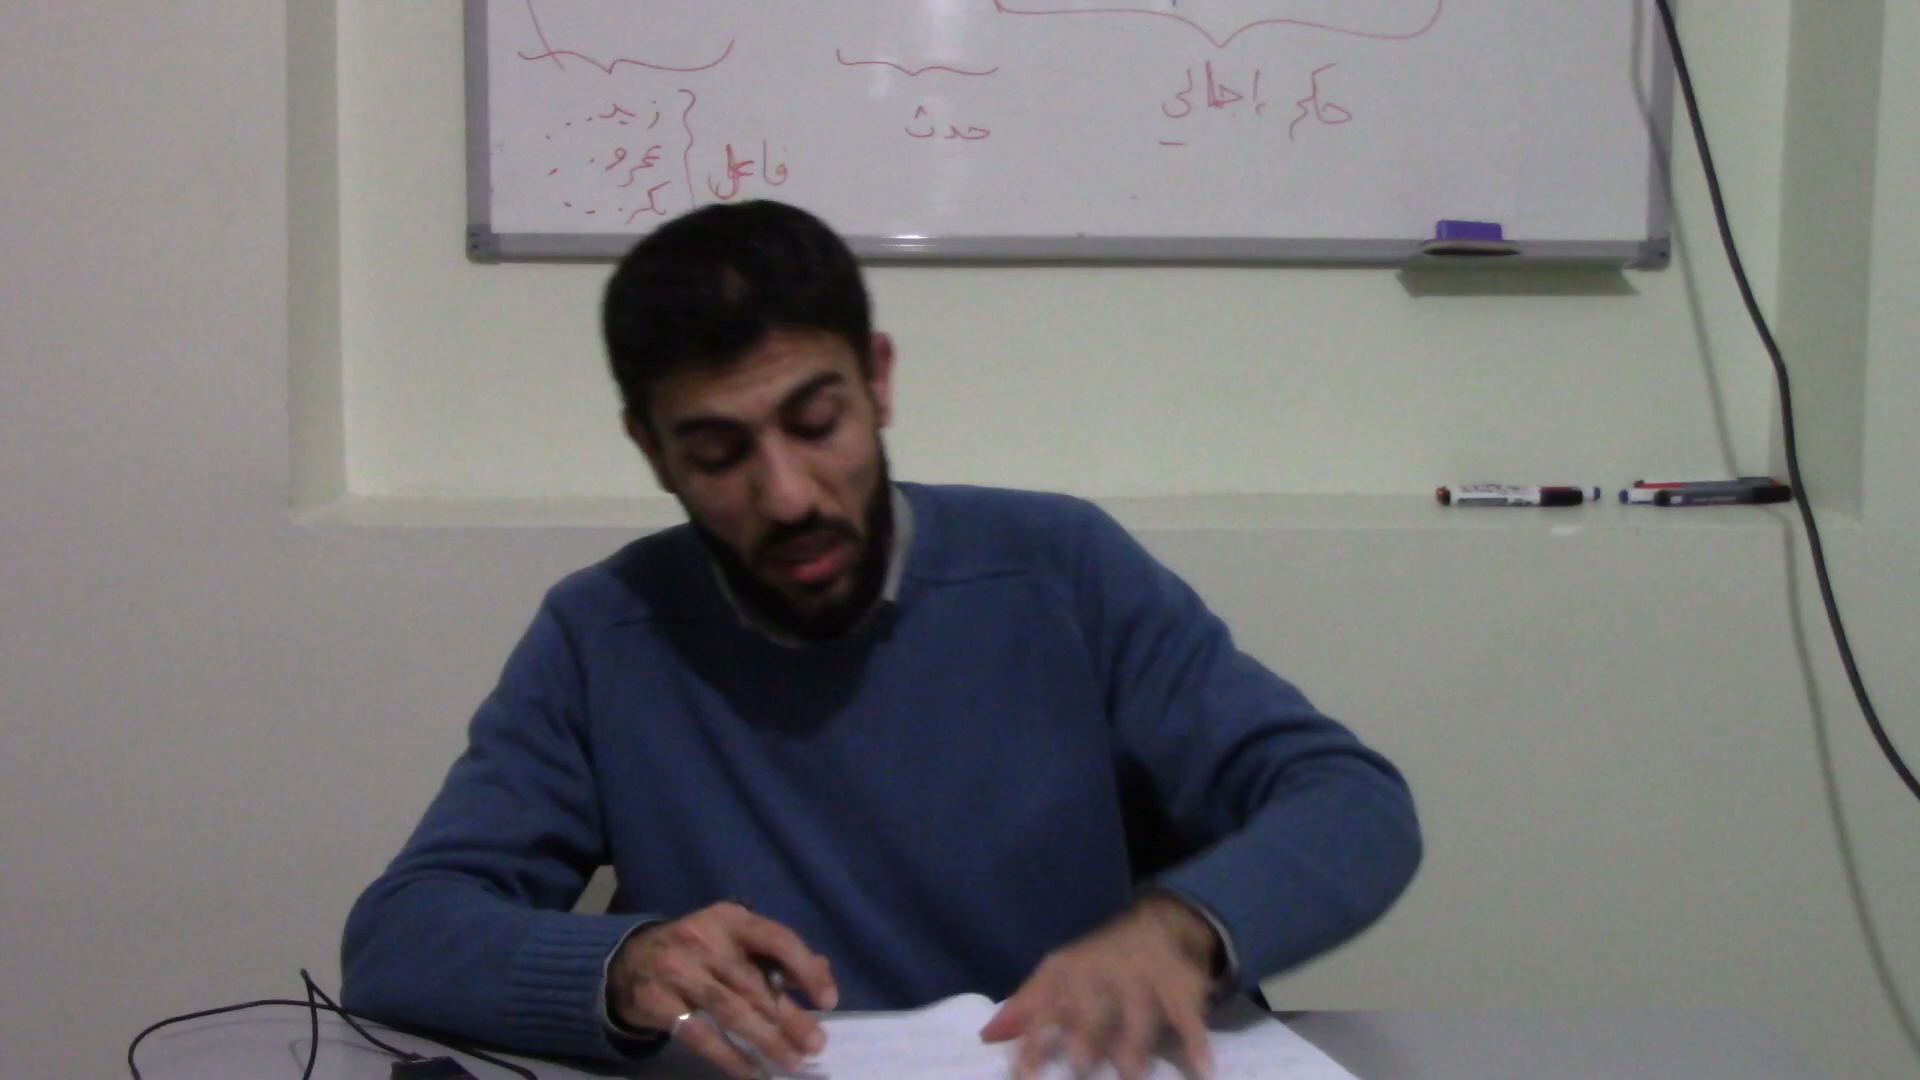 حكم إجمالي
حدث
فاعل
زيد...
عمرو...
بكر...